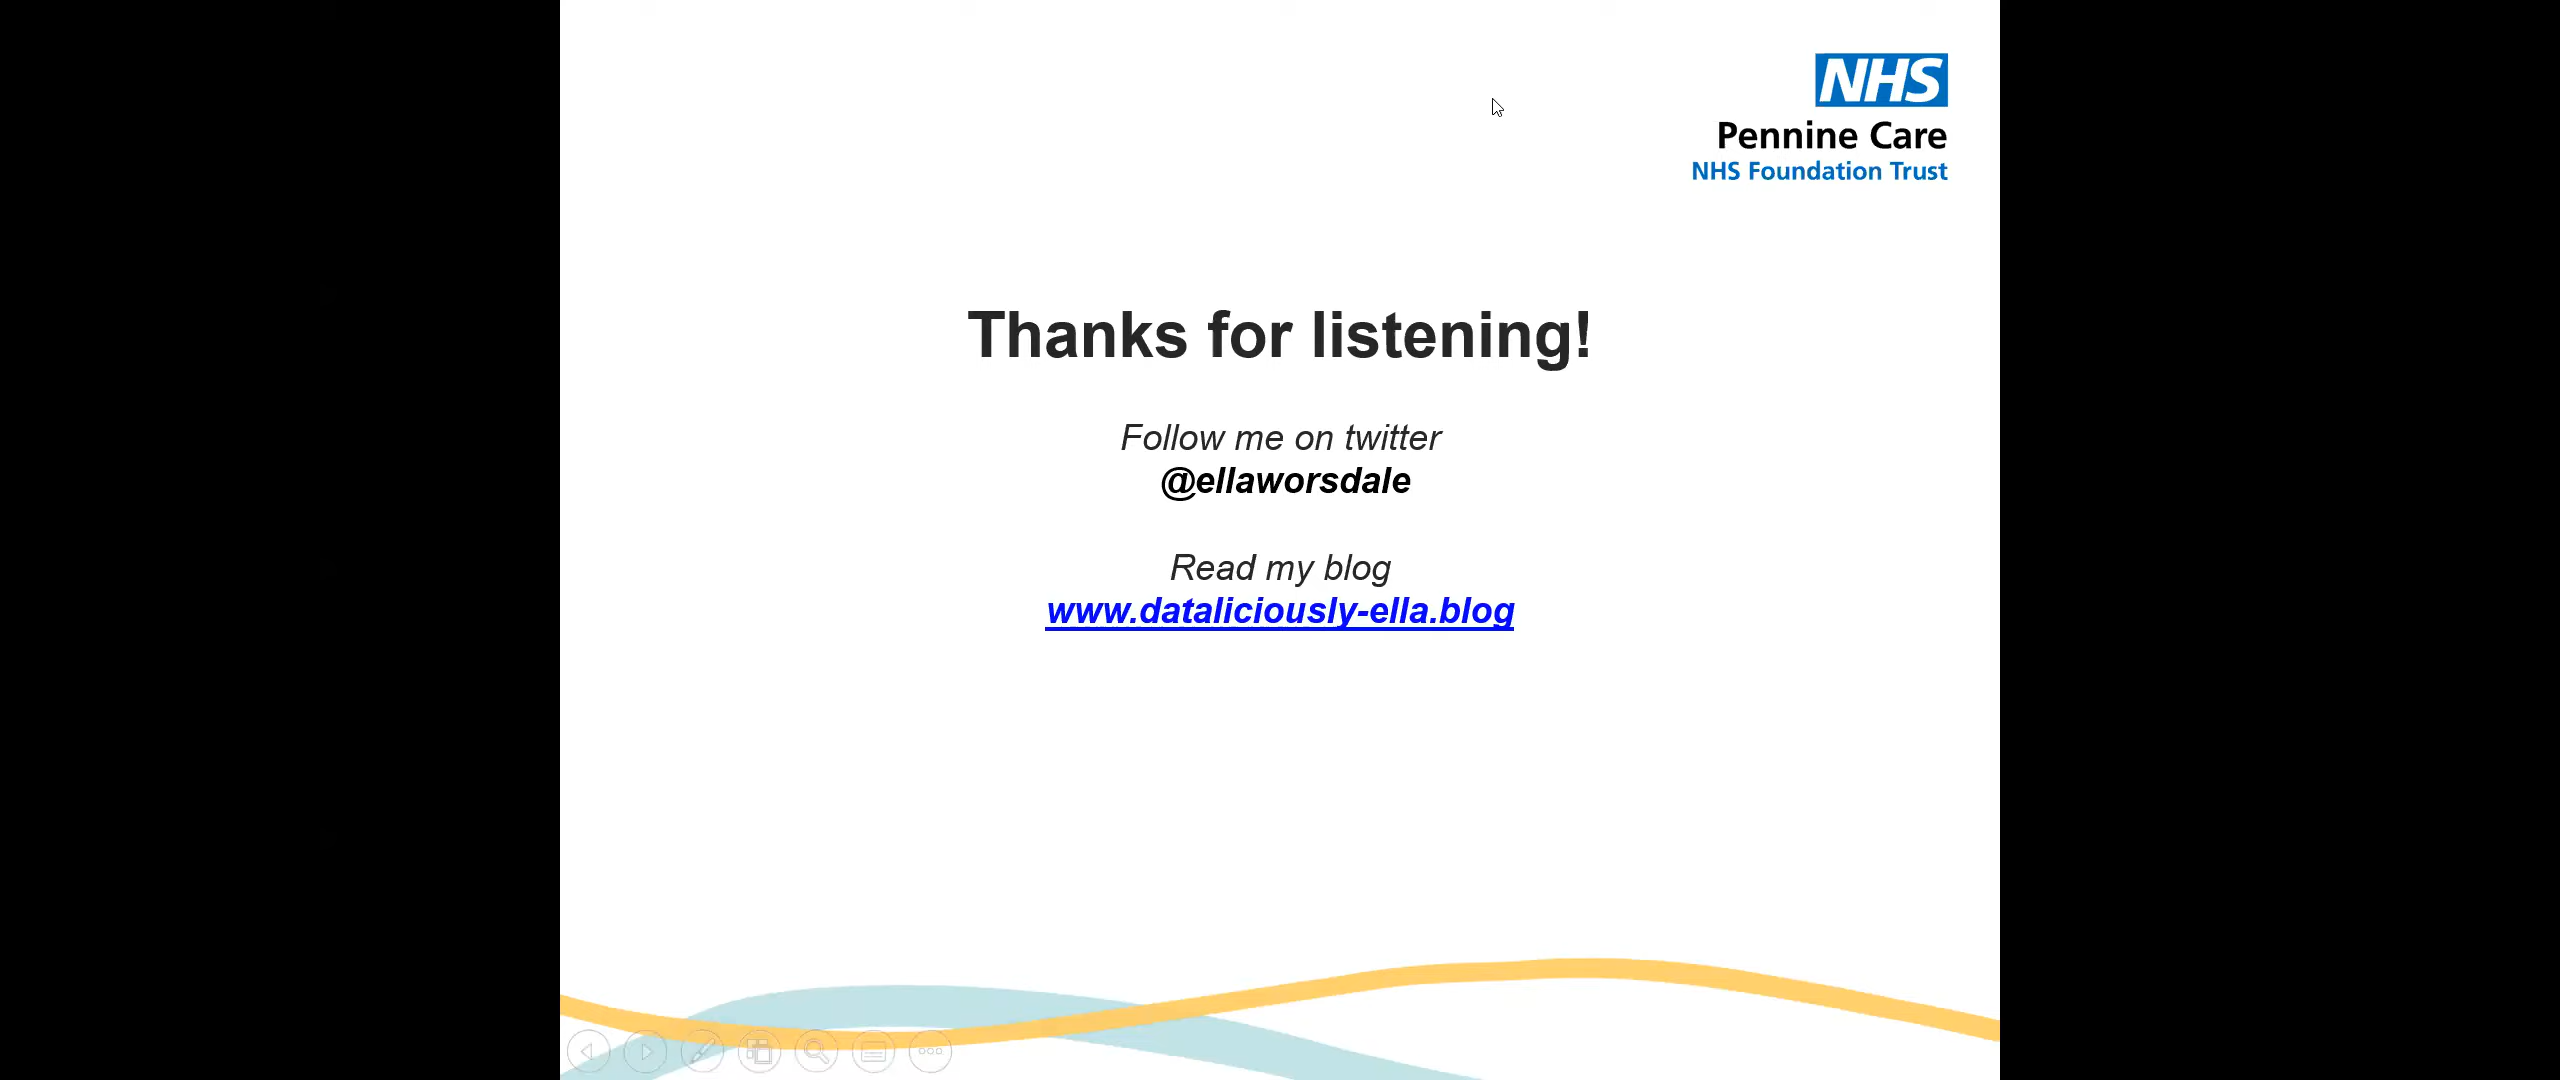 NHS
Pennine Care
NHS Foundation Trust
Thanks for listening!
Follow me on twitter
@ellaworsdale
Read my blog
www.dataliciously-ella.blog